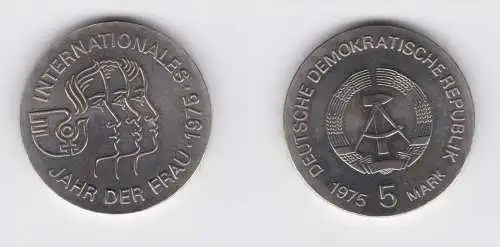 INTERNATIONALES · 1975
JAHR DER FRAU
DEUTSCHE DEMOKRATISCHE REPUBLIK
1975 5 MARK